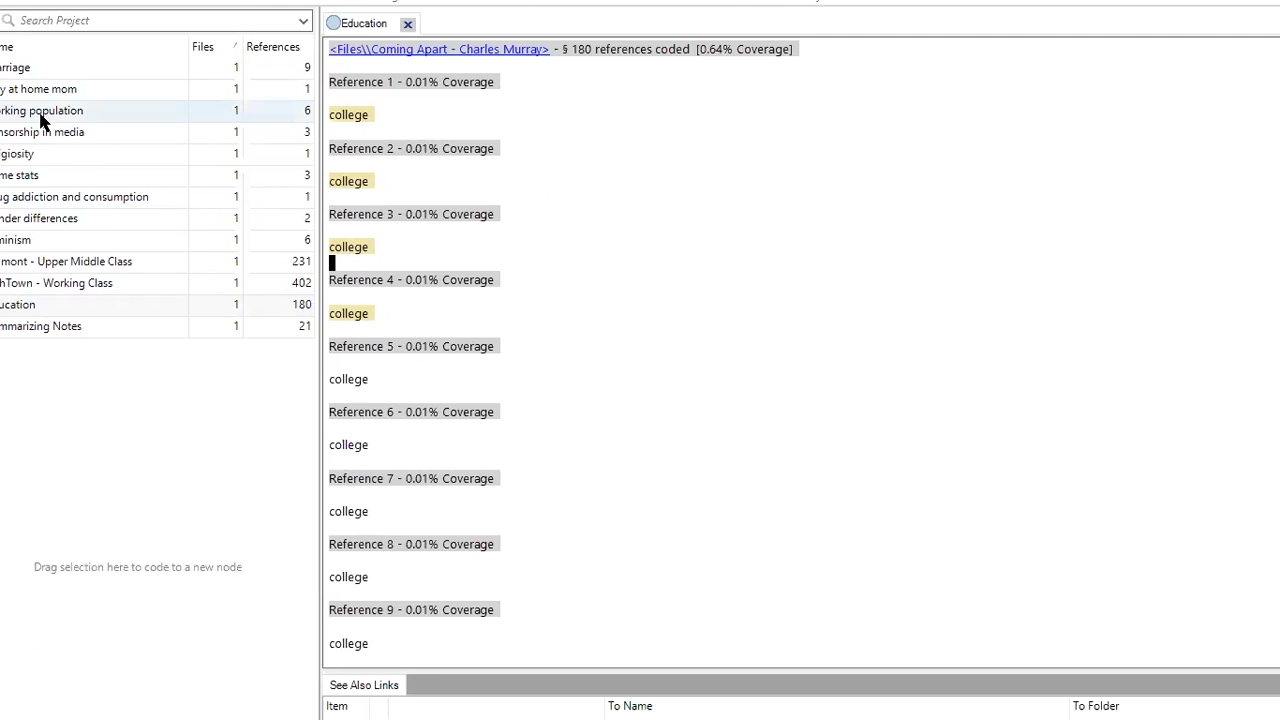 Search Project
Education
me Files References
rriage 1 9
y at home mom 1 1
rking population 1 6
nsorship in media 1 3
giosity 1 1
me stats 1 3
ug addiction and consumption 1 1
nder differences 1 2
minism 1 6
mont - Upper Middle Class 1 231
hTown - Working Class 1 402
ucation 1 180
mmarizing Notes 1 21
Drag selection here to code to a new node
<Files\\Coming Apart - Charles Murray> - § 180 references coded [0.64% Coverage]
Reference 1 - 0.01% Coverage
college
Reference 2 - 0.01% Coverage
college
Reference 3 - 0.01% Coverage
college
Reference 4 - 0.01% Coverage
college
Reference 5 - 0.01% Coverage
college
Reference 6 - 0.01% Coverage
college
Reference 7 - 0.01% Coverage
college
Reference 8 - 0.01% Coverage
college
Reference 9 - 0.01% Coverage
college
See Also Links
Item To Name To Folder